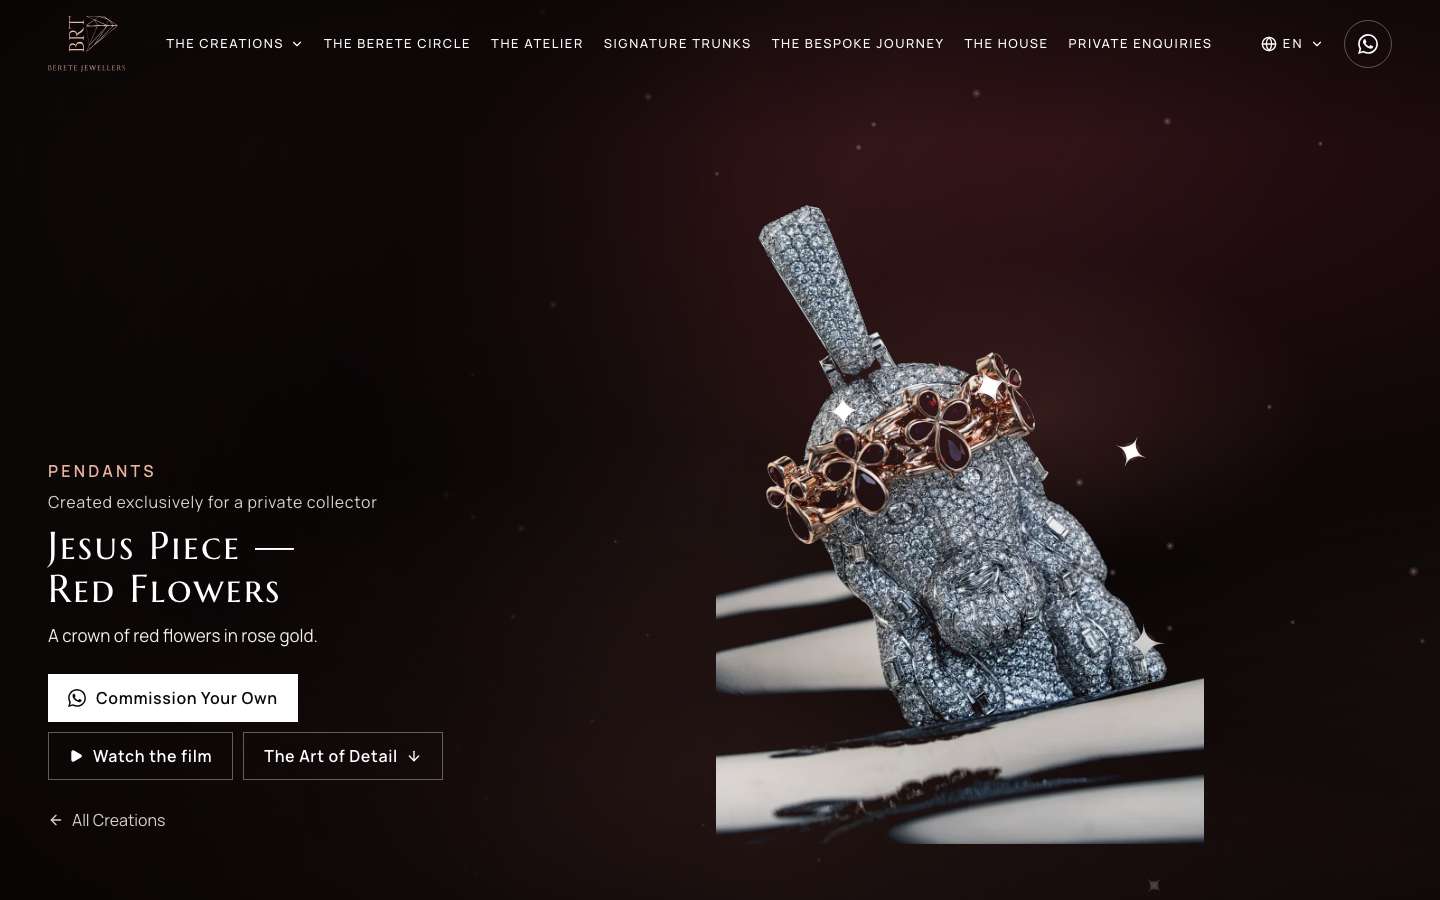 BRT
BERETE JEWELLERS
THE CREATIONS
THE BERETE CIRCLE
THE ATELIER
SIGNATURE TRUNKS
THE BESPOKE JOURNEY
THE HOUSE
PRIVATE ENQUIRIES
EN
PENDANTS
Created exclusively for a private collector
Jesus Piece —
Red Flowers
A crown of red flowers in rose gold.
Commission Your Own
Watch the film
The Art of Detail
All Creations